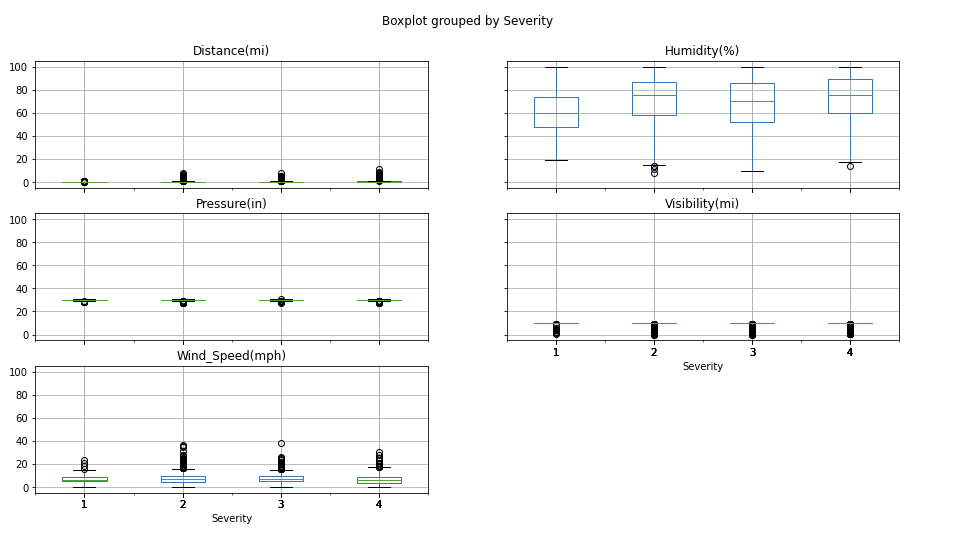 Boxplot grouped by Severity
Distance(mi)
Humidity(%)
100
80
60
40
20
0
Pressure(in)
Visibility(mi)
100
80
60
40
20
0
1 2 3 4
Severity
Wind_Speed(mph)
100
80
60
40
20
0
1 2 3 4
Severity